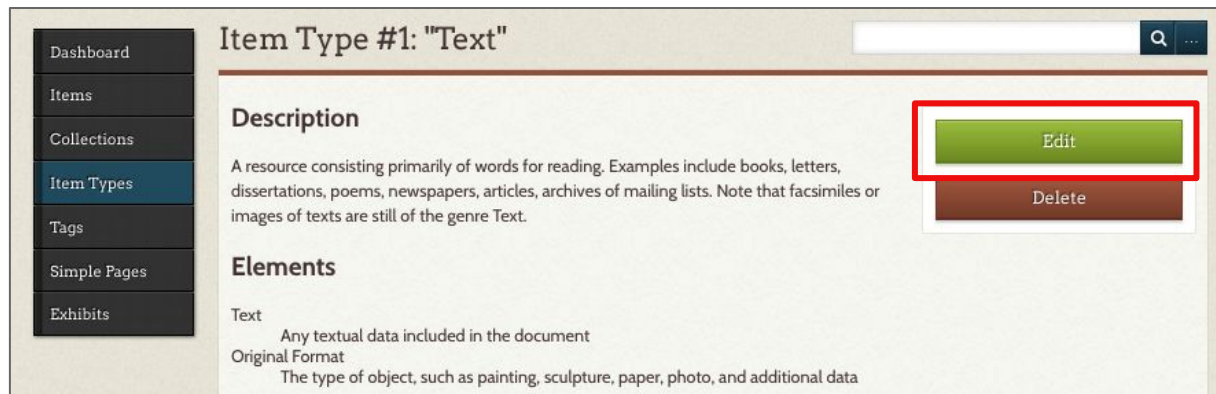 Dashboard
Items
Collections
Item Types
Tags
Simple Pages
Exhibits
Item Type #1: "Text"
...
Description
A resource consisting primarily of words for reading. Examples include books, letters,
dissertations, poems, newspapers, articles, archives of mailing lists. Note that facsimiles or
images of texts are still of the genre Text.
Elements
Text
Any textual data included in the document
Original Format
The type of object, such as painting, sculpture, paper, photo, and additional data
Edit
Delete